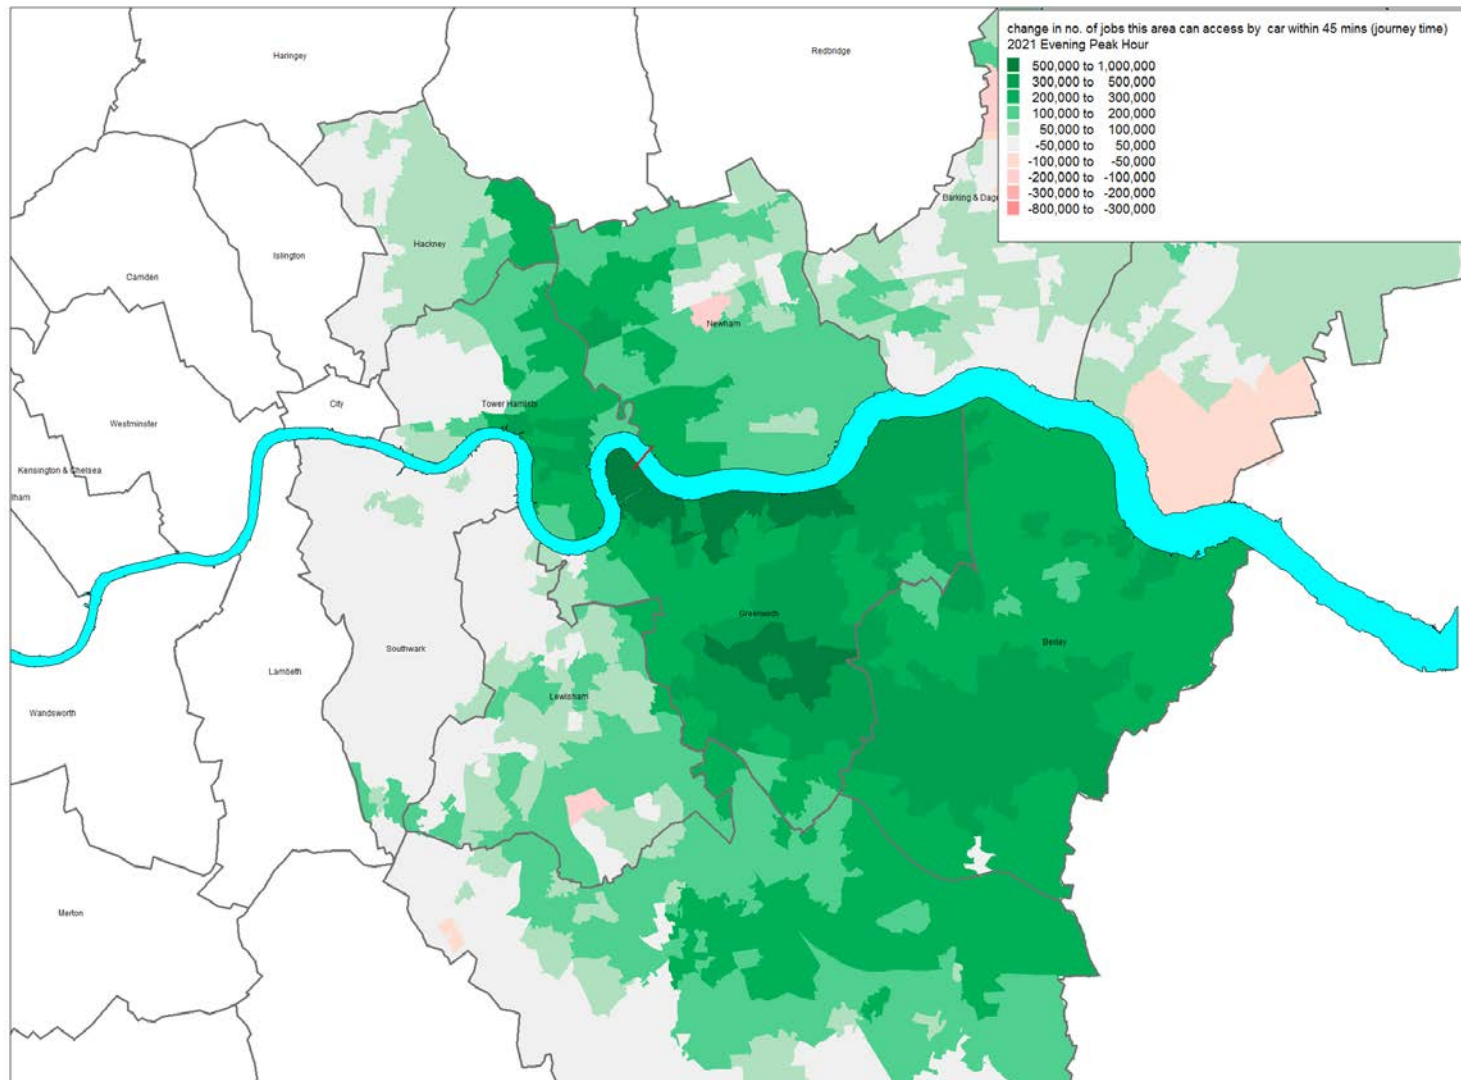 change in no. of jobs this area can access by car within 45 mins (journey time)
2021 Evening Peak Hour
500,000 to 1,000,000
300,000 to 500,000
200,000 to 300,000
100,000 to 200,000
50,000 to 100,000
-50,000 to 50,000
-100,000 to -50,000
-200,000 to -100,000
-300,000 to -200,000
-800,000 to -300,000
Haringey
Redbridge
Barking & Dage
Hackney
Islington
Camden
Newham
City
Tower Hamlets
Westminster
Kensington & Chelsea
lham
Greenwich
Bexley
Southwark
Lambeth
Lewisham
Wandsworth
Merton